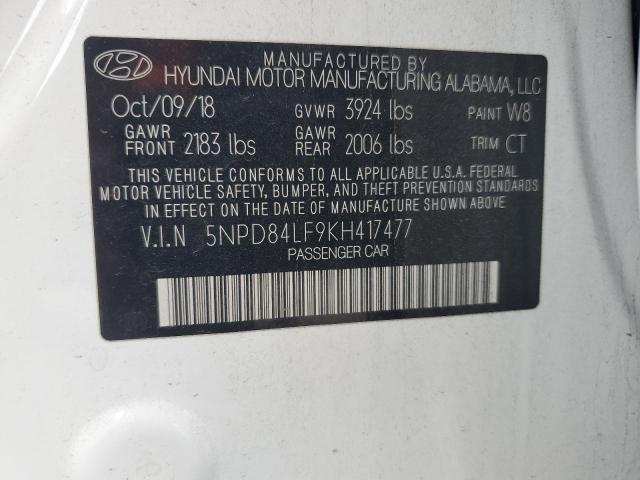 MANUFACTURED BY
HYUNDAI MOTOR MANUFACTURING ALABAMA, LLC
Oct/09/18 GVWR 3924 lbs PAINT W8
GAWR FRONT 2183 lbs GAWR REAR 2006 lbs TRIM CT
THIS VEHICLE CONFORMS TO ALL APPLICABLE U.S.A. FEDERAL
MOTOR VEHICLE SAFETY, BUMPER, AND THEFT PREVENTION STANDARDS
IN EFFECT ON THE DATE OF MANUFACTURE SHOWN ABOVE.
V.I.N 5NPD84LF9KH417477
PASSENGER CAR